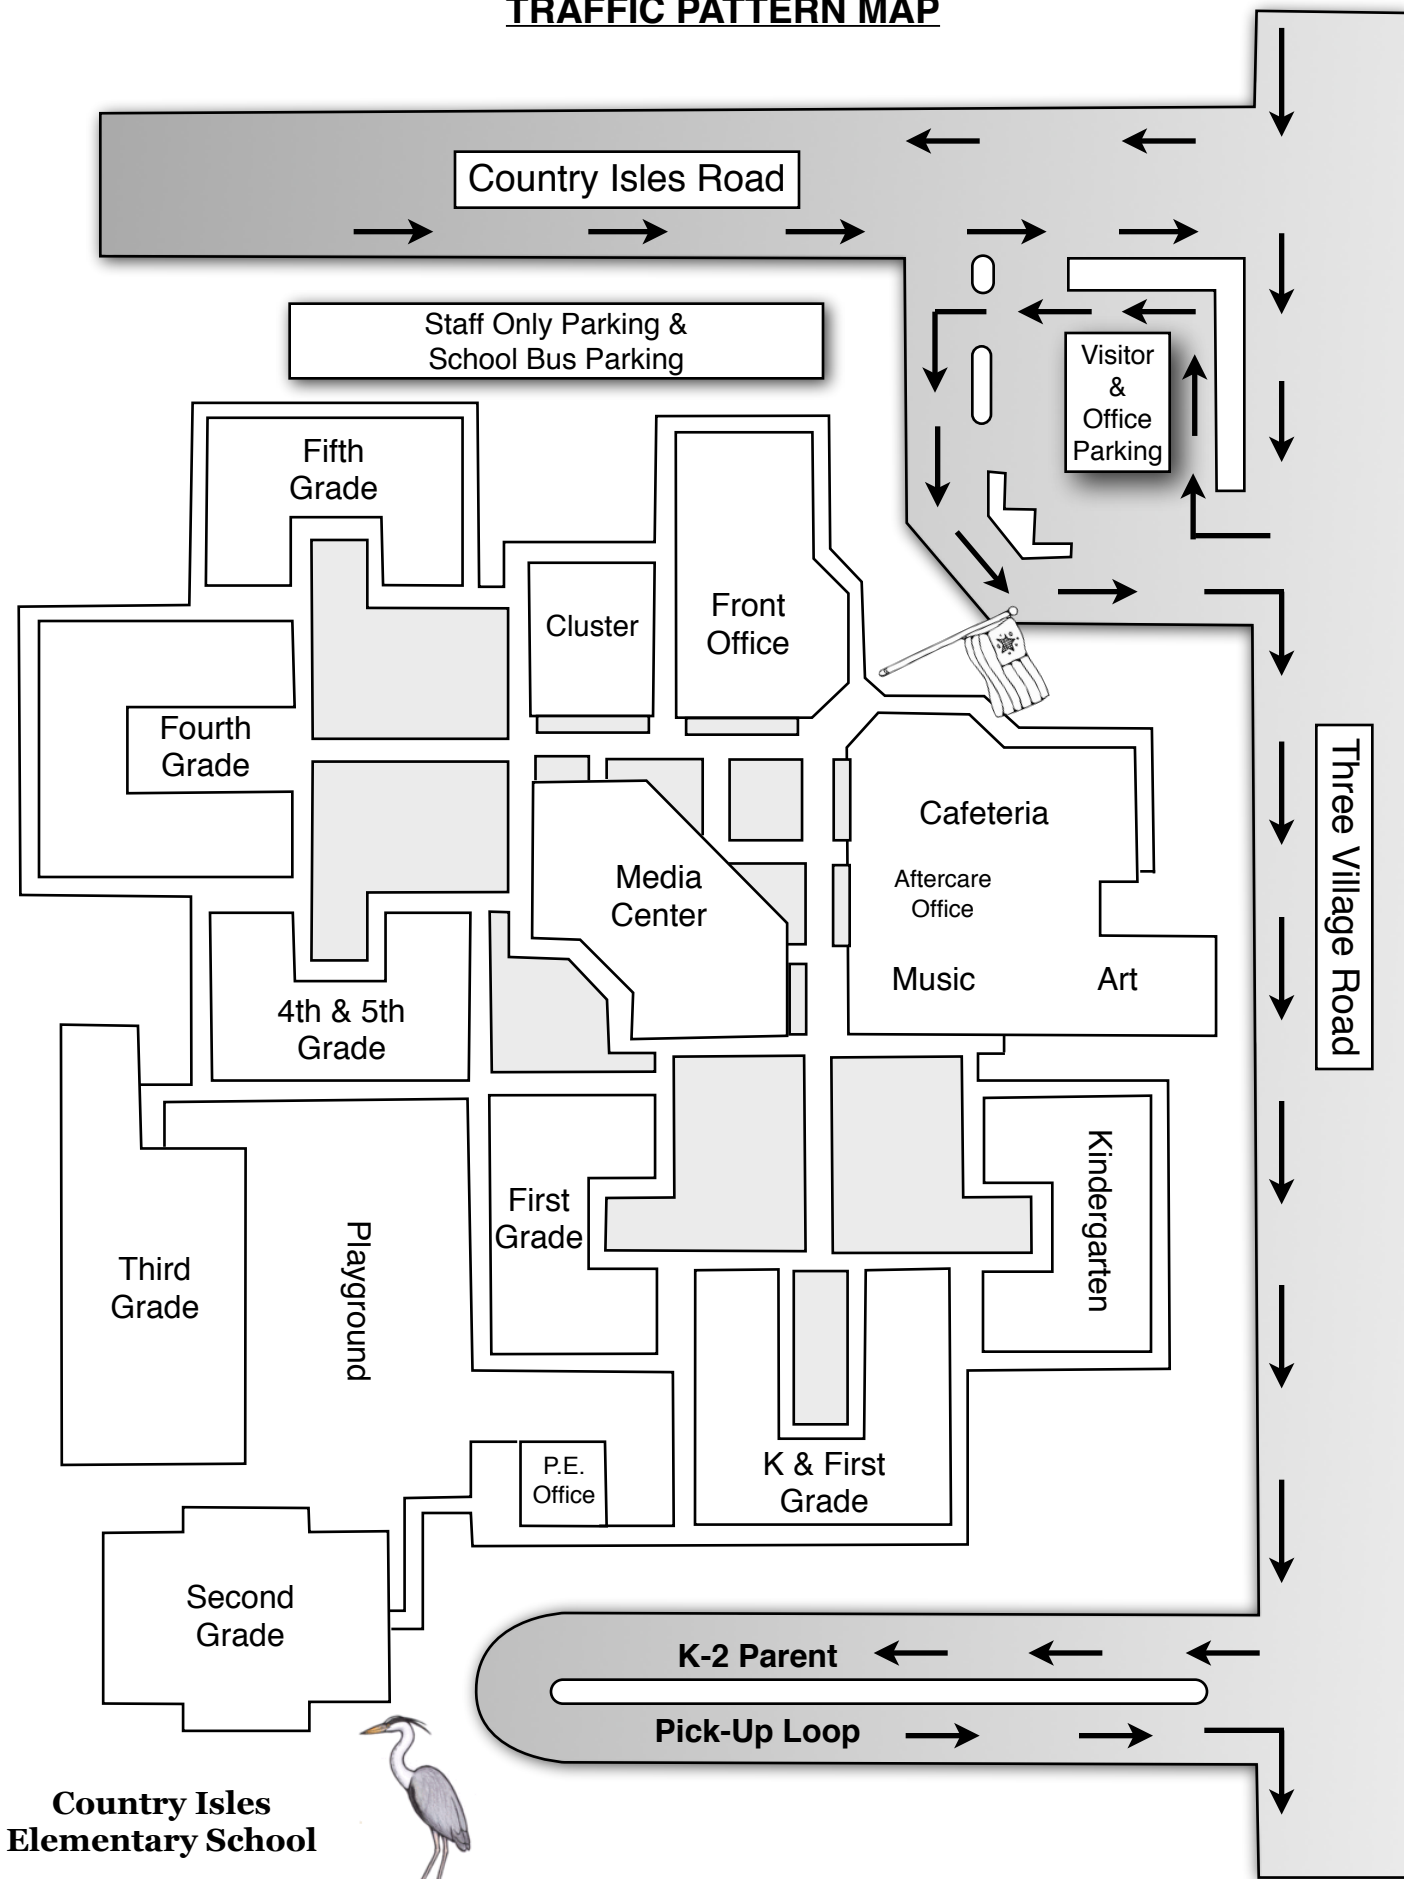 TRAFFIC PATTERN MAP
Country Isles Road
Staff Only Parking &
School Bus Parking
Visitor
&
Office
Parking
Fifth
Grade
Cluster
Front
Office
Fourth
Grade
Three Village Road
Cafeteria
Media
Center
Aftercare
Office
Music
Art
4th & 5th
Grade
Kindergarten
First
Grade
Playground
Third
Grade
K & First
Grade
P.E.
Office
Second
Grade
K-2 Parent
Pick-Up Loop
Country Isles
Elementary School